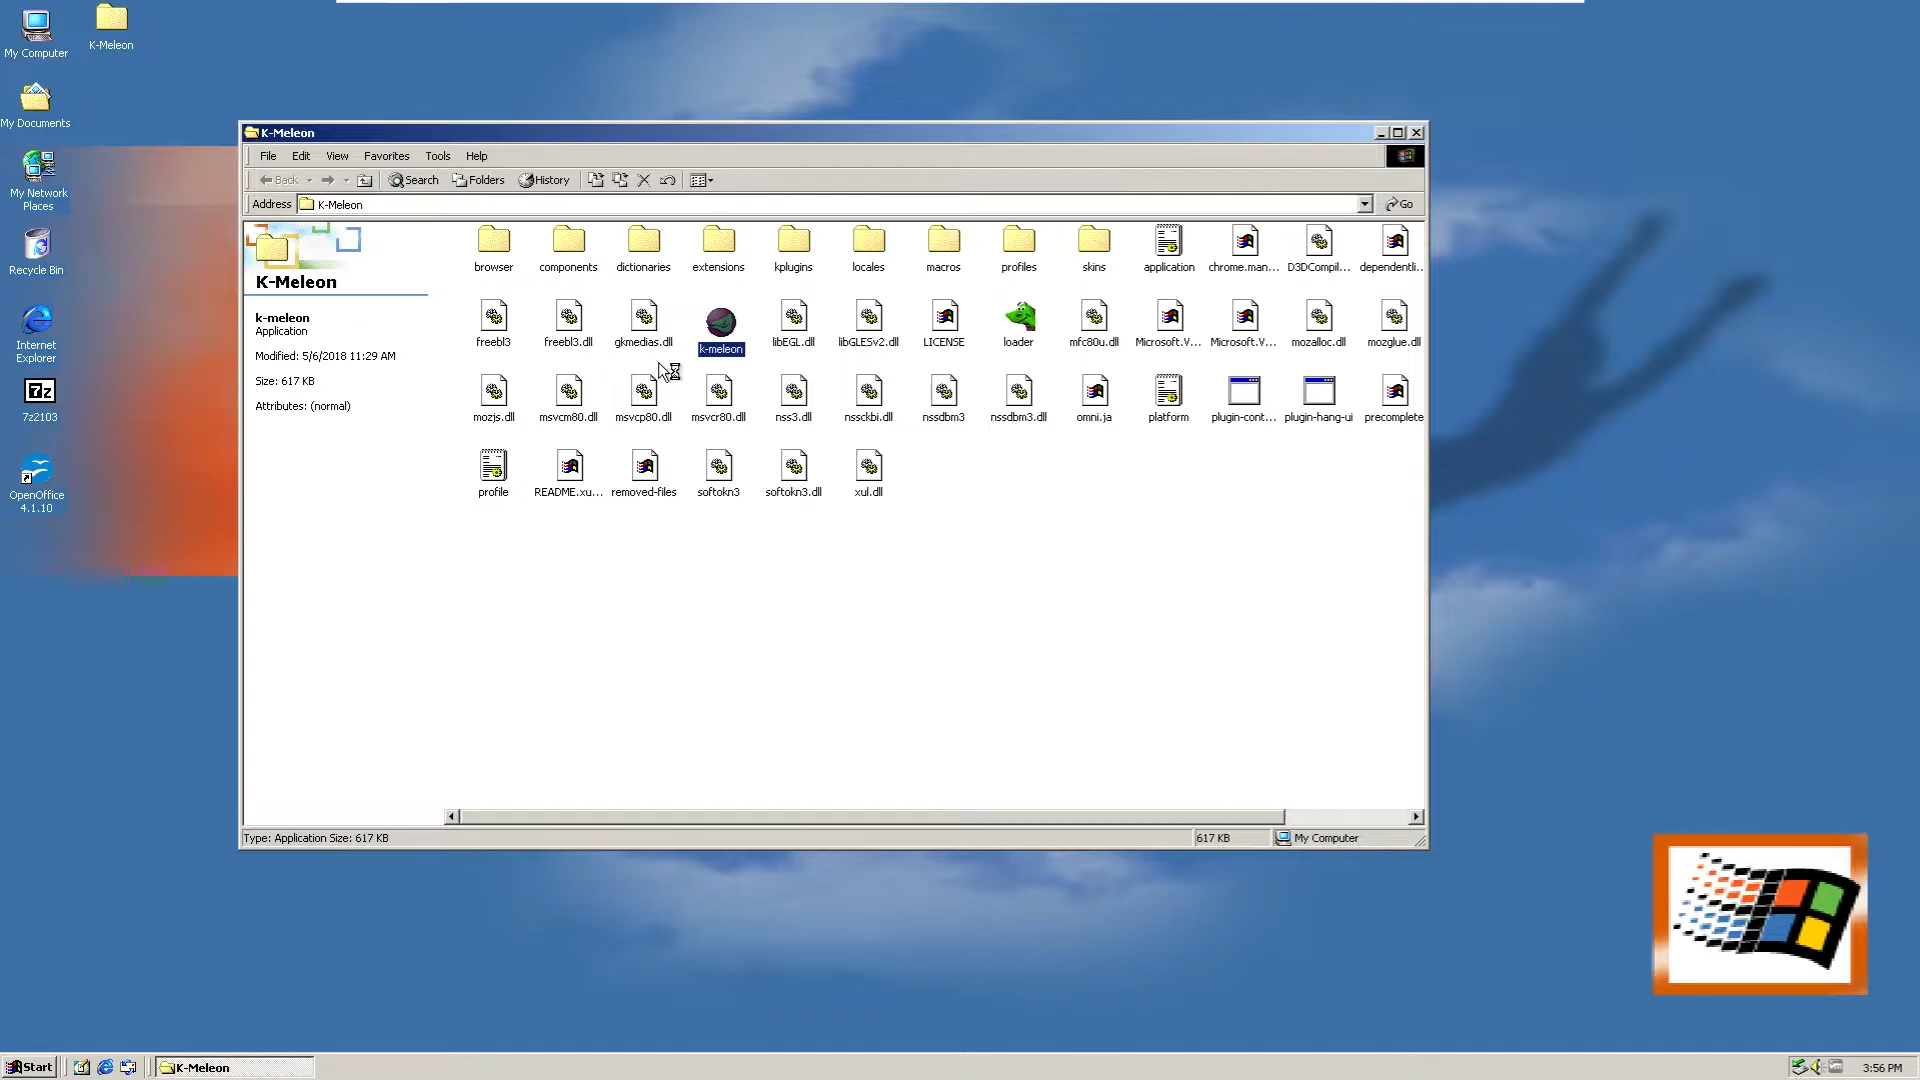 My Computer
K-Meleon
My Documents
My Network
Places
Recycle Bin
Internet
Explorer
7z2103
OpenOffice
4.1.10
K-Meleon
File Edit View Favorites Tools Help
Back Search Folders History
Address K-Meleon Go
K-Meleon
k-meleon
Application
Modified: 5/6/2018 11:29 AM
Size: 617 KB
Attributes: (normal)
browser components dictionaries extensions kplugins locales macros profiles skins application chrome.man... D3DCompil... dependentli...
freebl3 freebl3.dll gkmedias.dll k-meleon libEGL.dll libGLESv2.dll LICENSE loader mfc80u.dll Microsoft.V... Microsoft.V... mozalloc.dll mozglue.dll
mozjs.dll msvcm80.dll msvcp80.dll msvcr80.dll nss3.dll nssckbi.dll nssdbm3 nssdbm3.dll omni.ja platform plugin-cont... plugin-hang-ui precomplete
profile README.xu... removed-files softokn3 softokn3.dll xul.dll
Type: Application Size: 617 KB 617 KB My Computer
Start K-Meleon 3:56 PM
7z